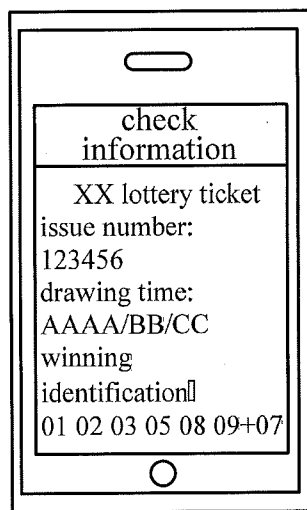 check
information
XX lottery ticket
issue number:
123456
drawing time:
AAAA/BB/CC
winning
identification▯
01 02 03 05 08 09+07